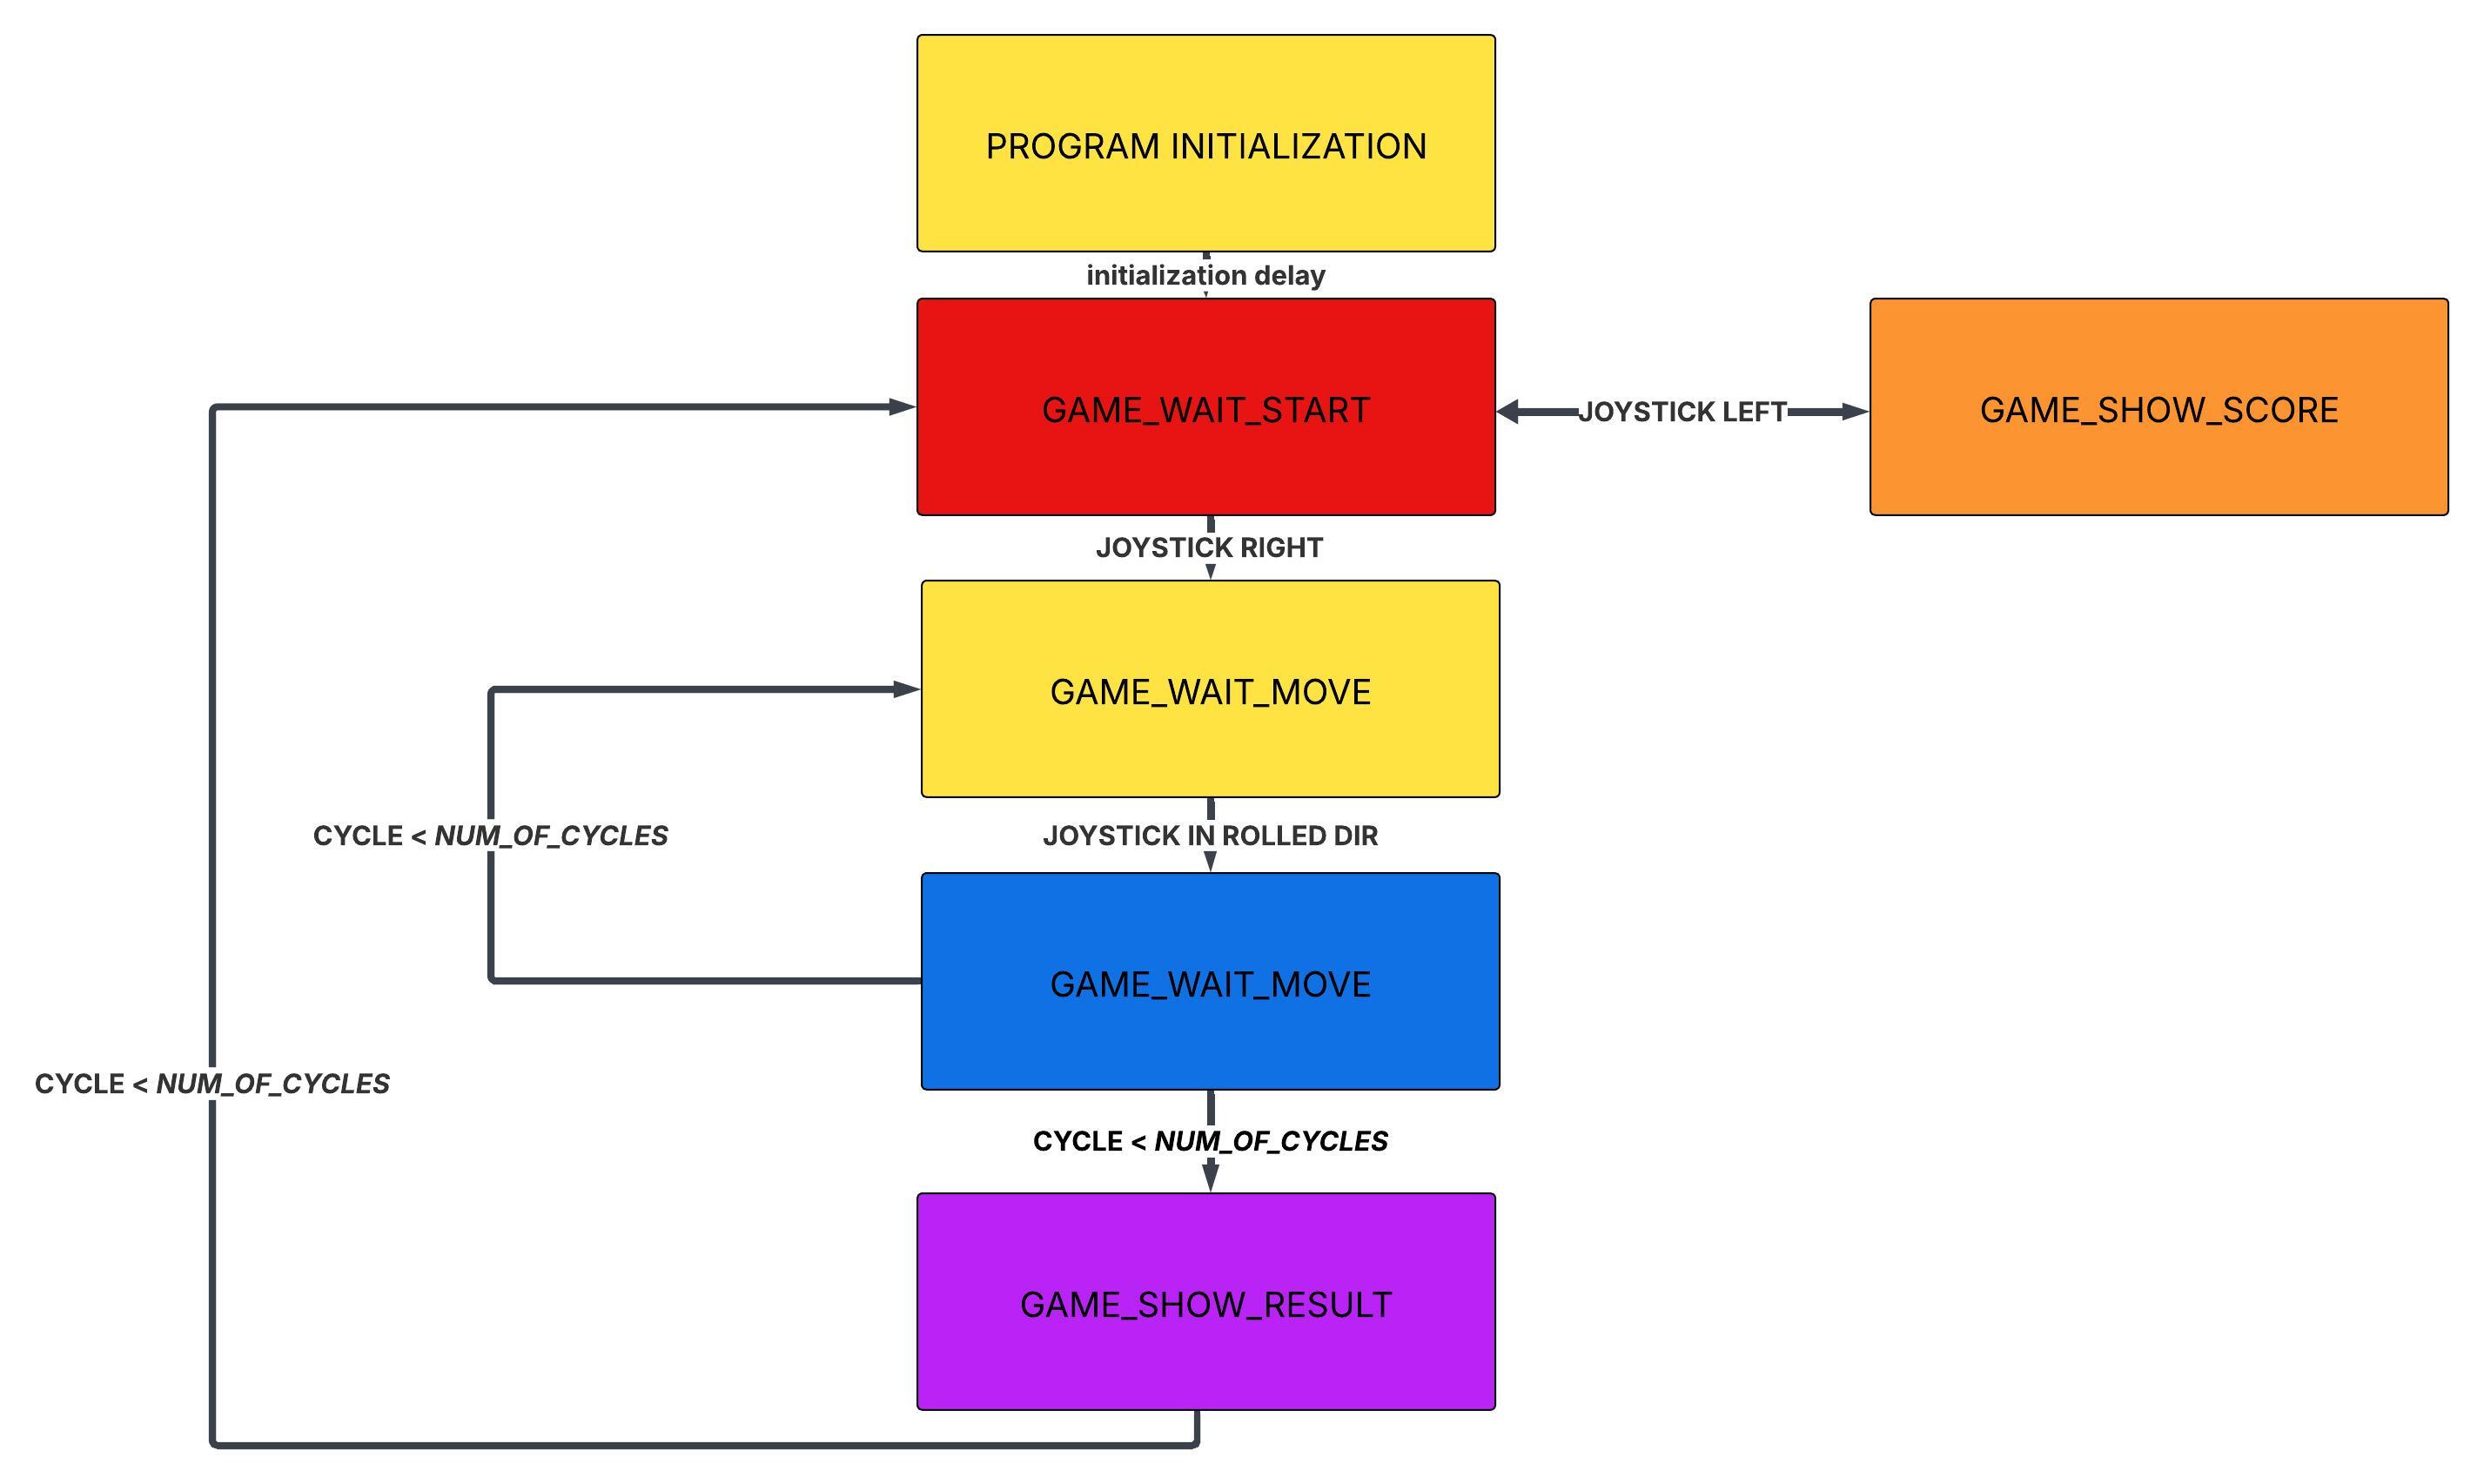 PROGRAM INITIALIZATION
initialization delay
GAME_WAIT_START
JOYSTICK LEFT
GAME_SHOW_SCORE
JOYSTICK RIGHT
GAME_WAIT_MOVE
CYCLE < NUM_OF_CYCLES
JOYSTICK IN ROLLED DIR
GAME_WAIT_MOVE
CYCLE < NUM_OF_CYCLES
CYCLE < NUM_OF_CYCLES
GAME_SHOW_RESULT